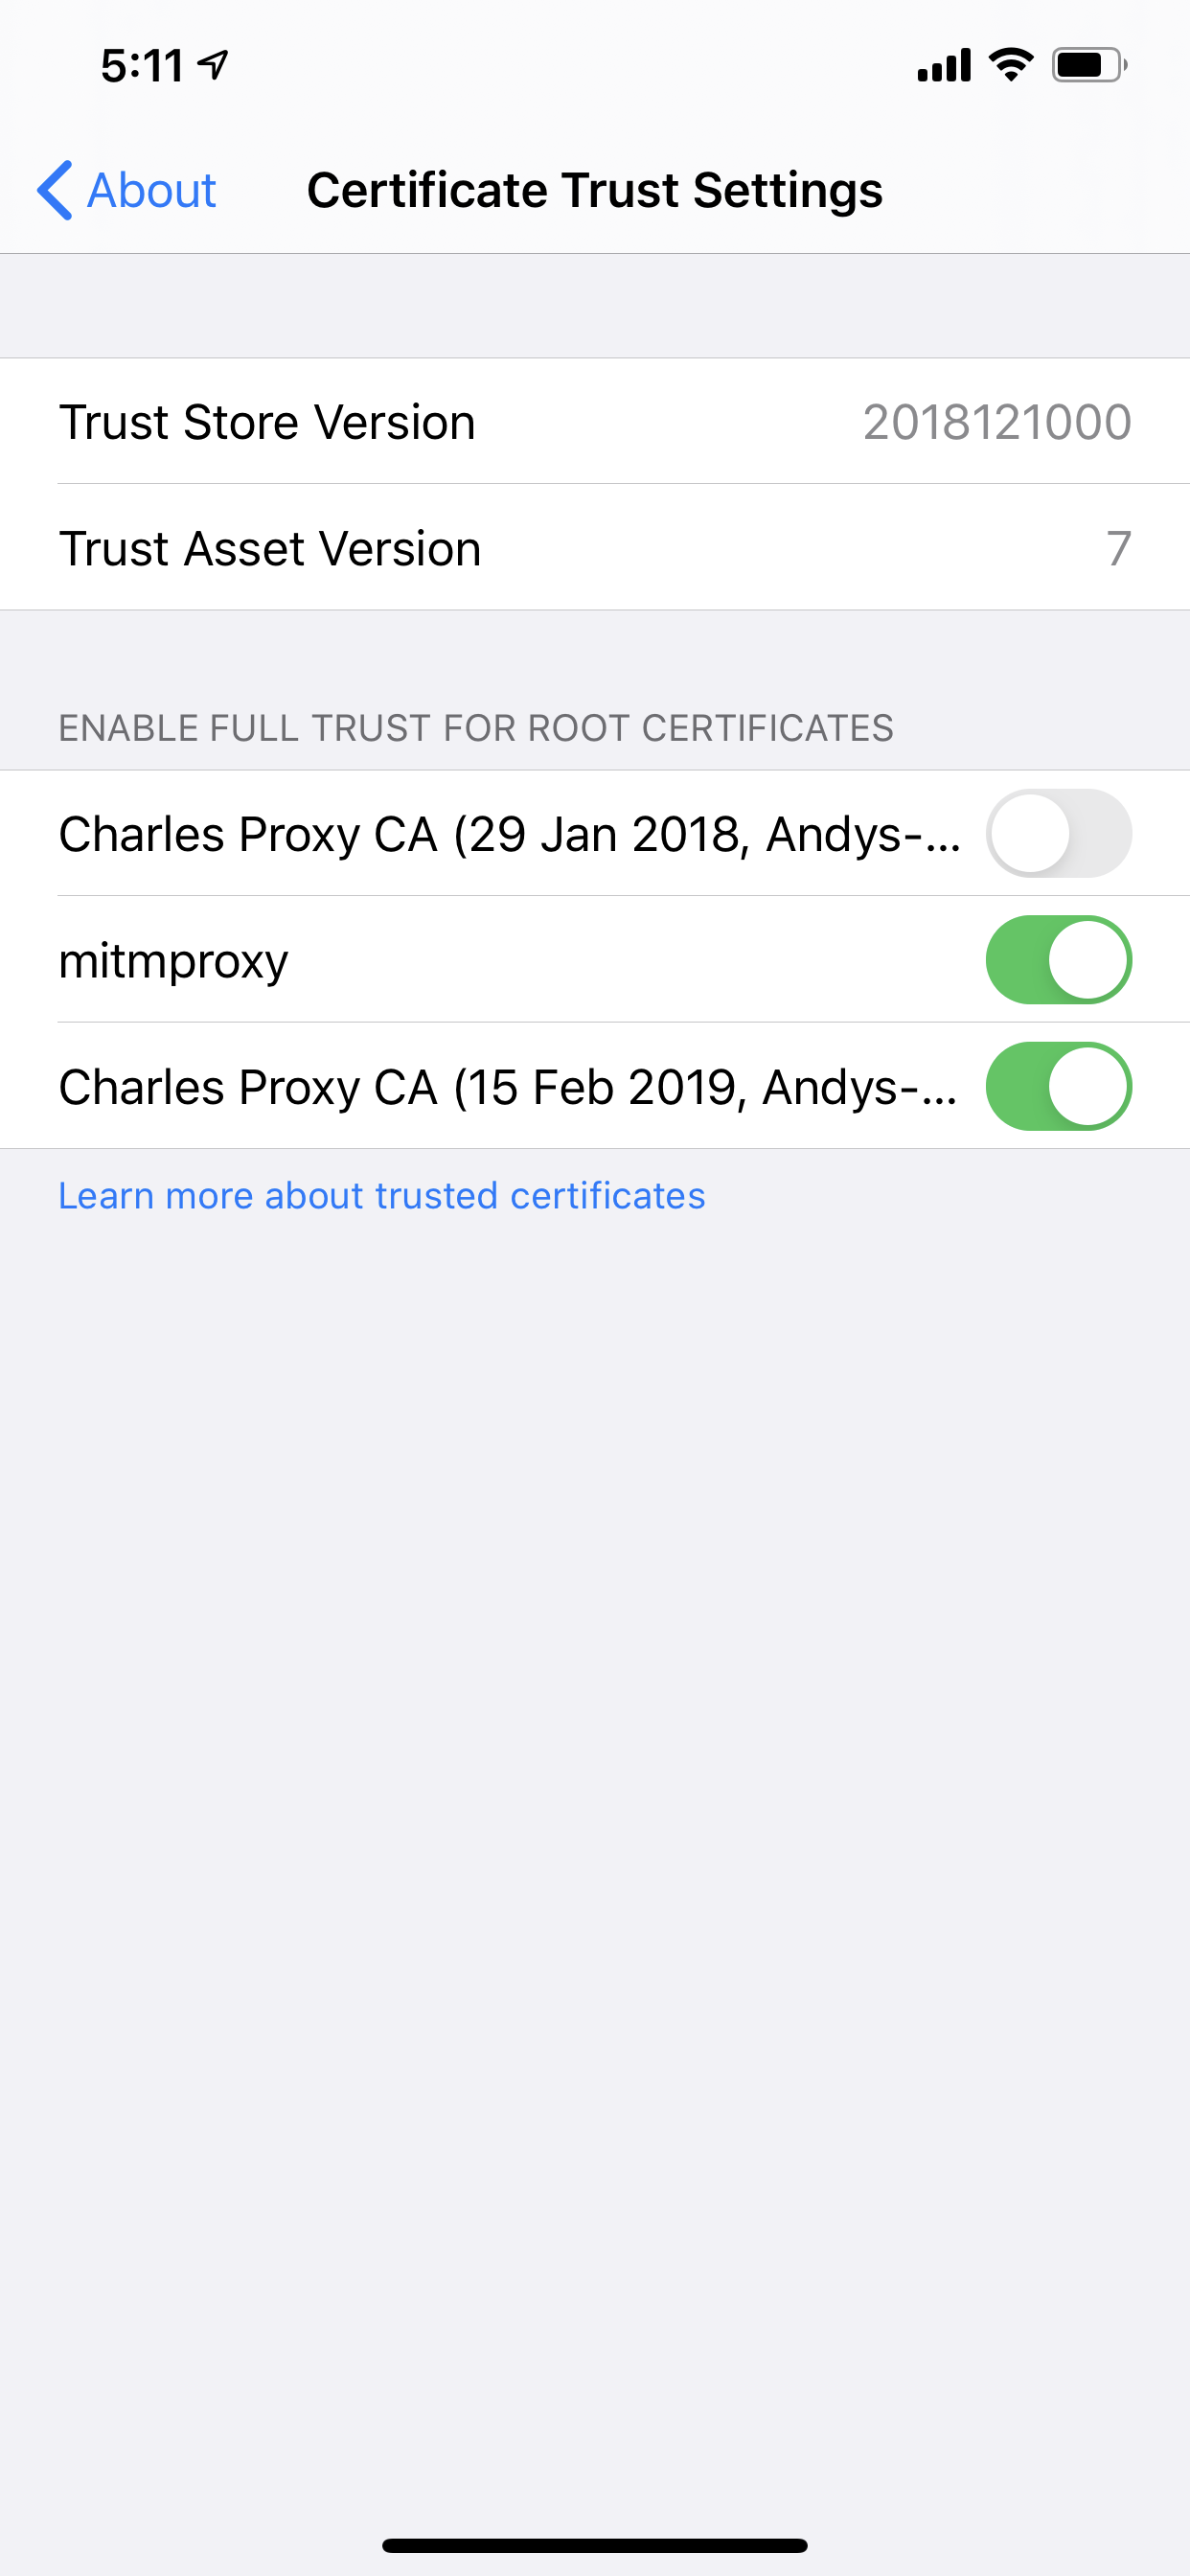 5:11
About
Certificate Trust Settings
Trust Store Version 2018121000
Trust Asset Version 7
ENABLE FULL TRUST FOR ROOT CERTIFICATES
Charles Proxy CA (29 Jan 2018, Andys-...
mitmproxy
Charles Proxy CA (15 Feb 2019, Andys-...
Learn more about trusted certificates